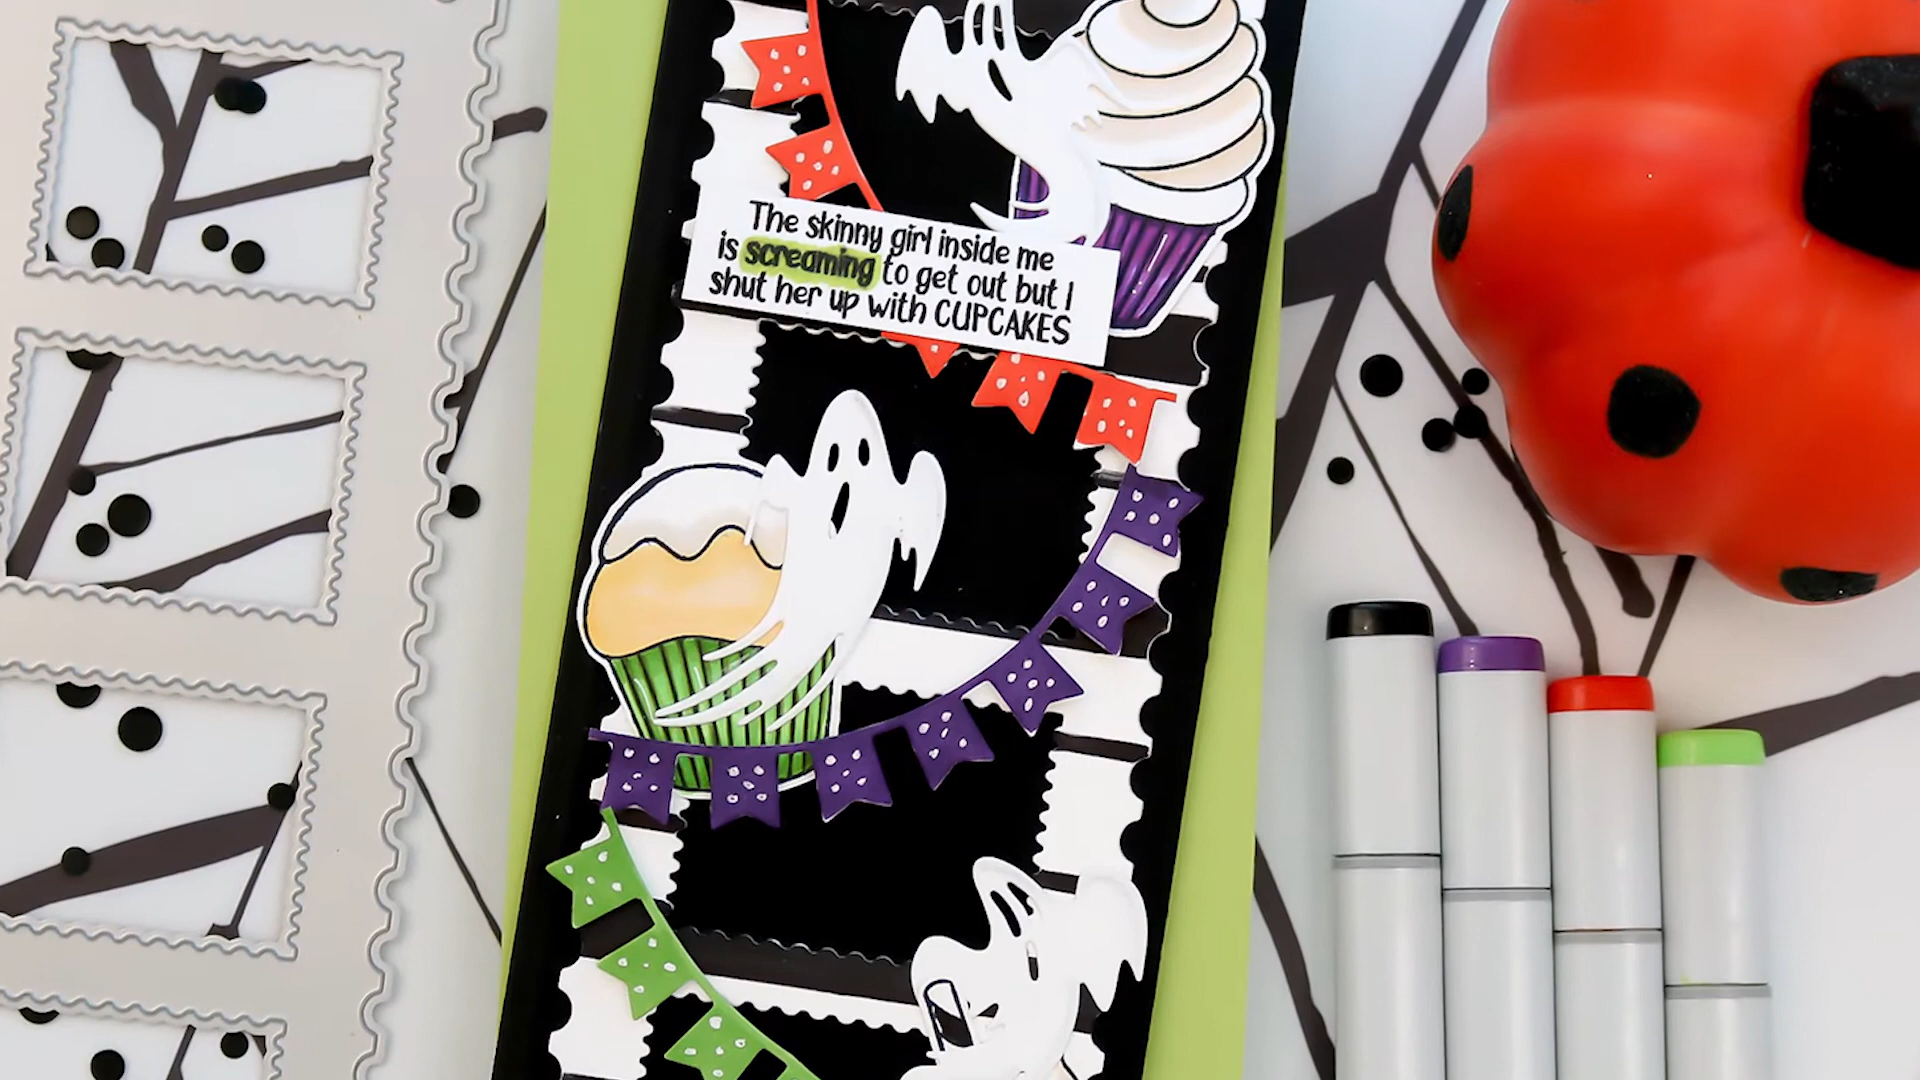 The skinny girl inside me
is screaming to get out but I
shut her up with CUPCAKES